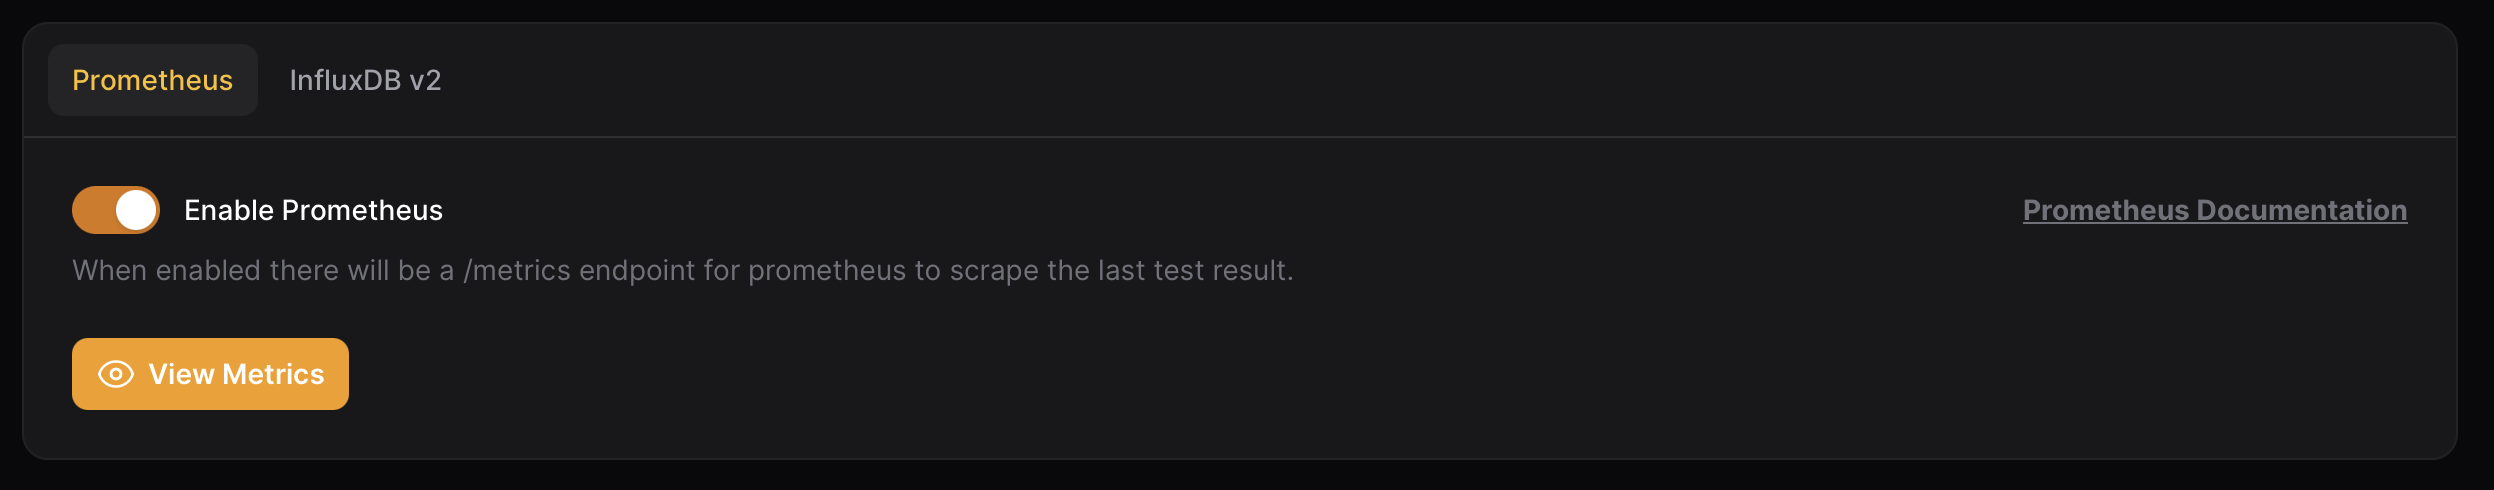 Prometheus InfluxDB v2
Enable Prometheus Prometheus Documentation
When enabled there will be a /metrics endpoint for prometheus to scrape the last test result.
View Metrics